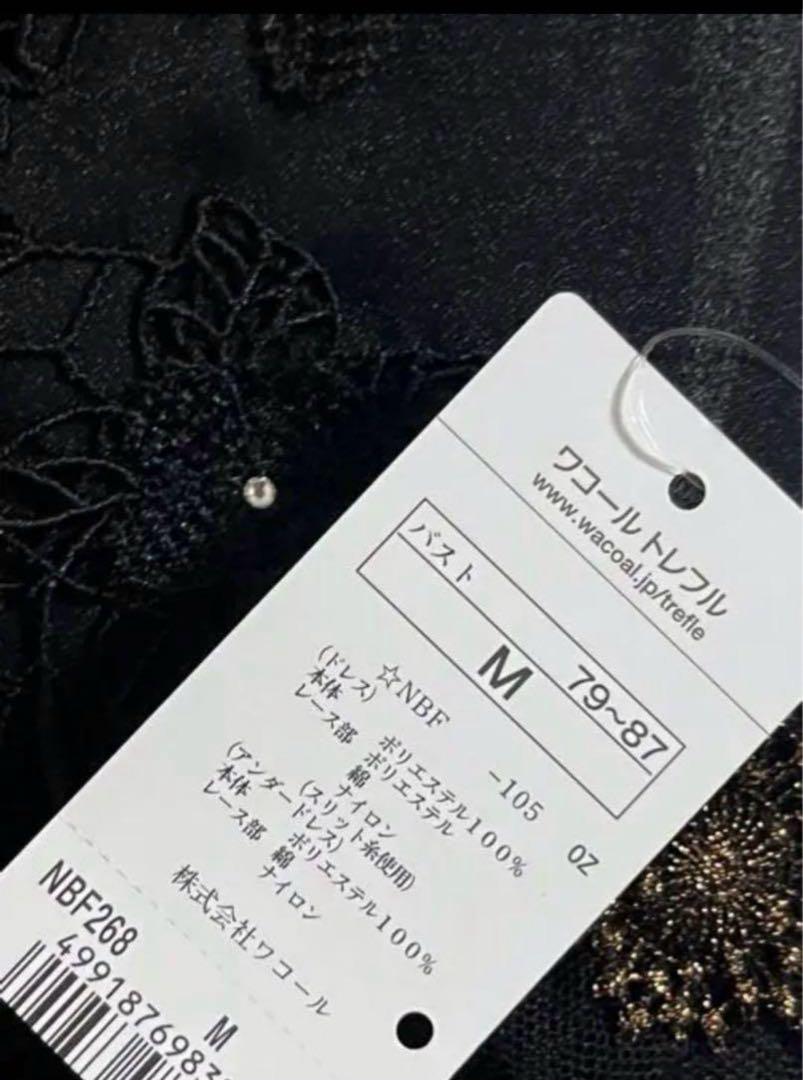 ワコール トレフル
www.wacoal.jp/trefle
バスト 79~87
M
☆NBF -105 0Z
(ドレス)
本体 ポリエステル100%
レース部 ポリエステル
綿
ナイロン
(スリット糸使用)
(アンダードレス)
本体 ポリエステル100%
レース部 綿
ナイロン
株式会社ワコール
NBF268 M
499187698